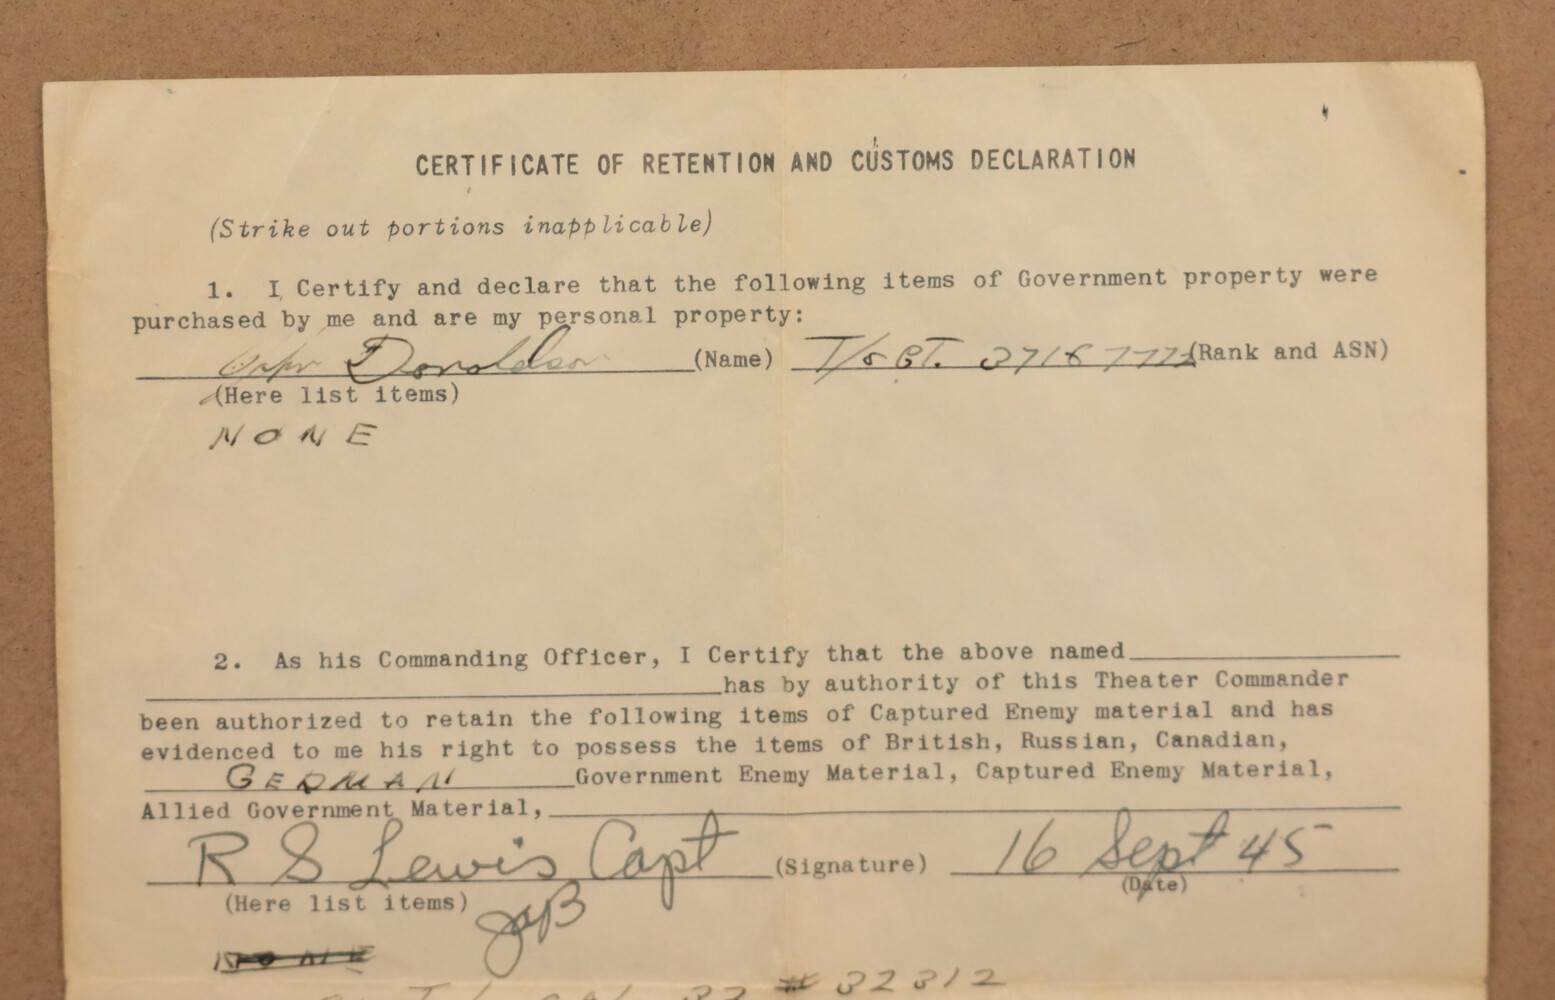 CERTIFICATE OF RETENTION AND CUSTOMS DECLARATION
(Strike out portions inapplicable)
1. I Certify and declare that the following items of Government property were
purchased by me and are my personal property:
Donaldson (Name) T/SGT. (Rank and ASN)
(Here list items)
NONE
2. As his Commanding Officer, I Certify that the above named
has by authority of this Theater Commander
been authorized to retain the following items of Captured Enemy material and has
evidenced to me his right to possess the items of British, Russian, Canadian,
GERMAN Government Enemy Material, Captured Enemy Material,
Allied Government Material,
R S Lewis Capt (Signature) 16 Sept 45
(Date)
(Here list items)
NONE
# 32312